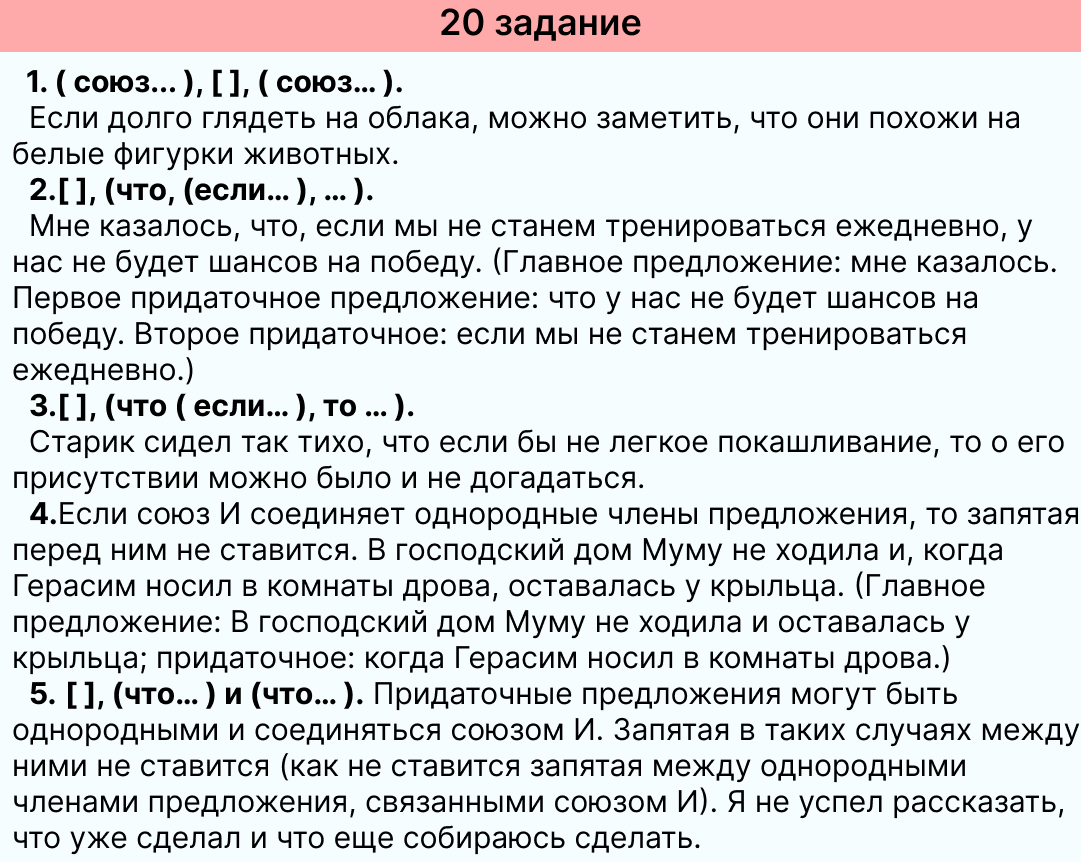 20 задание
1. ( союз... ), [ ], ( союз... ).
Если долго глядеть на облака, можно заметить, что они похожи на
белые фигурки животных.
2.[ ], (что, (если... ), ... ).
Мне казалось, что, если мы не станем тренироваться ежедневно, у
нас не будет шансов на победу. (Главное предложение: мне казалось.
Первое придаточное предложение: что у нас не будет шансов на
победу. Второе придаточное: если мы не станем тренироваться
ежедневно.)
3.[ ], (что ( если... ), то ... ).
Старик сидел так тихо, что если бы не легкое покашливание, то о его
присутствии можно было и не догадаться.
4.Если союз И соединяет однородные члены предложения, то запятая
перед ним не ставится. В господский дом Муму не ходила и, когда
Герасим носил в комнаты дрова, оставалась у крыльца. (Главное
предложение: В господский дом Муму не ходила и оставалась у
крыльца; придаточное: когда Герасим носил в комнаты дрова.)
5. [ ], (что... ) и (что... ). Придаточные предложения могут быть
однородными и соединяться союзом И. Запятая в таких случаях между
ними не ставится (как не ставится запятая между однородными
членами предложения, связанными союзом И). Я не успел рассказать,
что уже сделал и что еще собираюсь сделать.